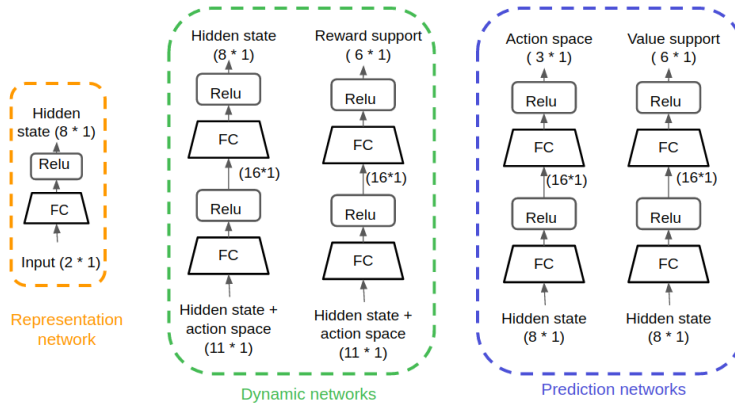 Hidden
state (8 * 1)
Relu
FC
Input (2 * 1)
Representation
network
Hidden state
(8 * 1)
Relu
FC
(16*1)
Relu
FC
Hidden state +
action space
(11 * 1)
Reward support
( 6 * 1)
Relu
FC
(16*1)
Relu
FC
Hidden state +
action space
(11 * 1)
Dynamic networks
Action space
( 3 * 1)
Relu
FC
(16*1)
Relu
FC
Hidden state
(8 * 1)
Value support
( 6 * 1)
Relu
FC
(16*1)
Relu
FC
Hidden state
(8 * 1)
Prediction networks